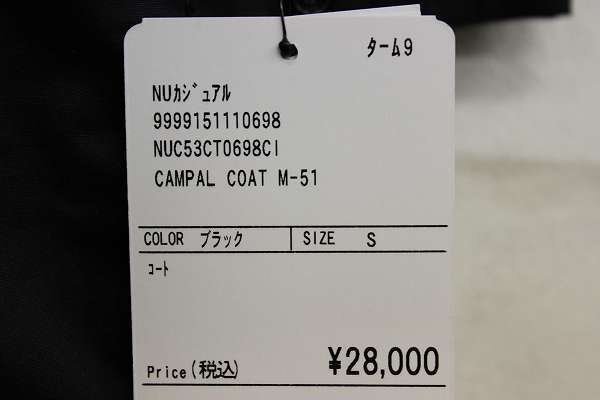 ターム9
NUｶｼﾞｭｱﾙ
9999151110698
NUC53CT0698CI
CAMPAL COAT M-51
COLOR ブラック SIZE S
ｺｰﾄ
Price(税込) ¥28,000